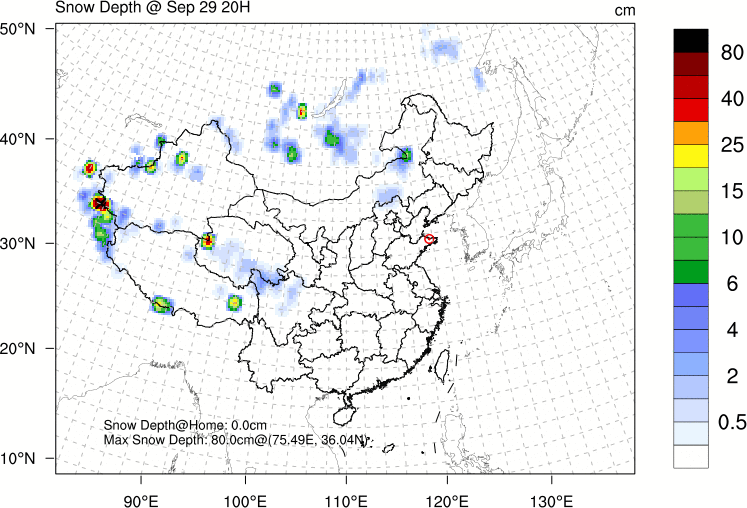 Snow Depth @ Sep 29 20H
cm
50°N
40°N
30°N
20°N
10°N
90°E
100°E
110°E
120°E
130°E
Snow Depth@Home: 0.0cm
Max Snow Depth: 80.0cm@(75.49E, 36.04N)
80
40
25
15
10
6
4
2
0.5